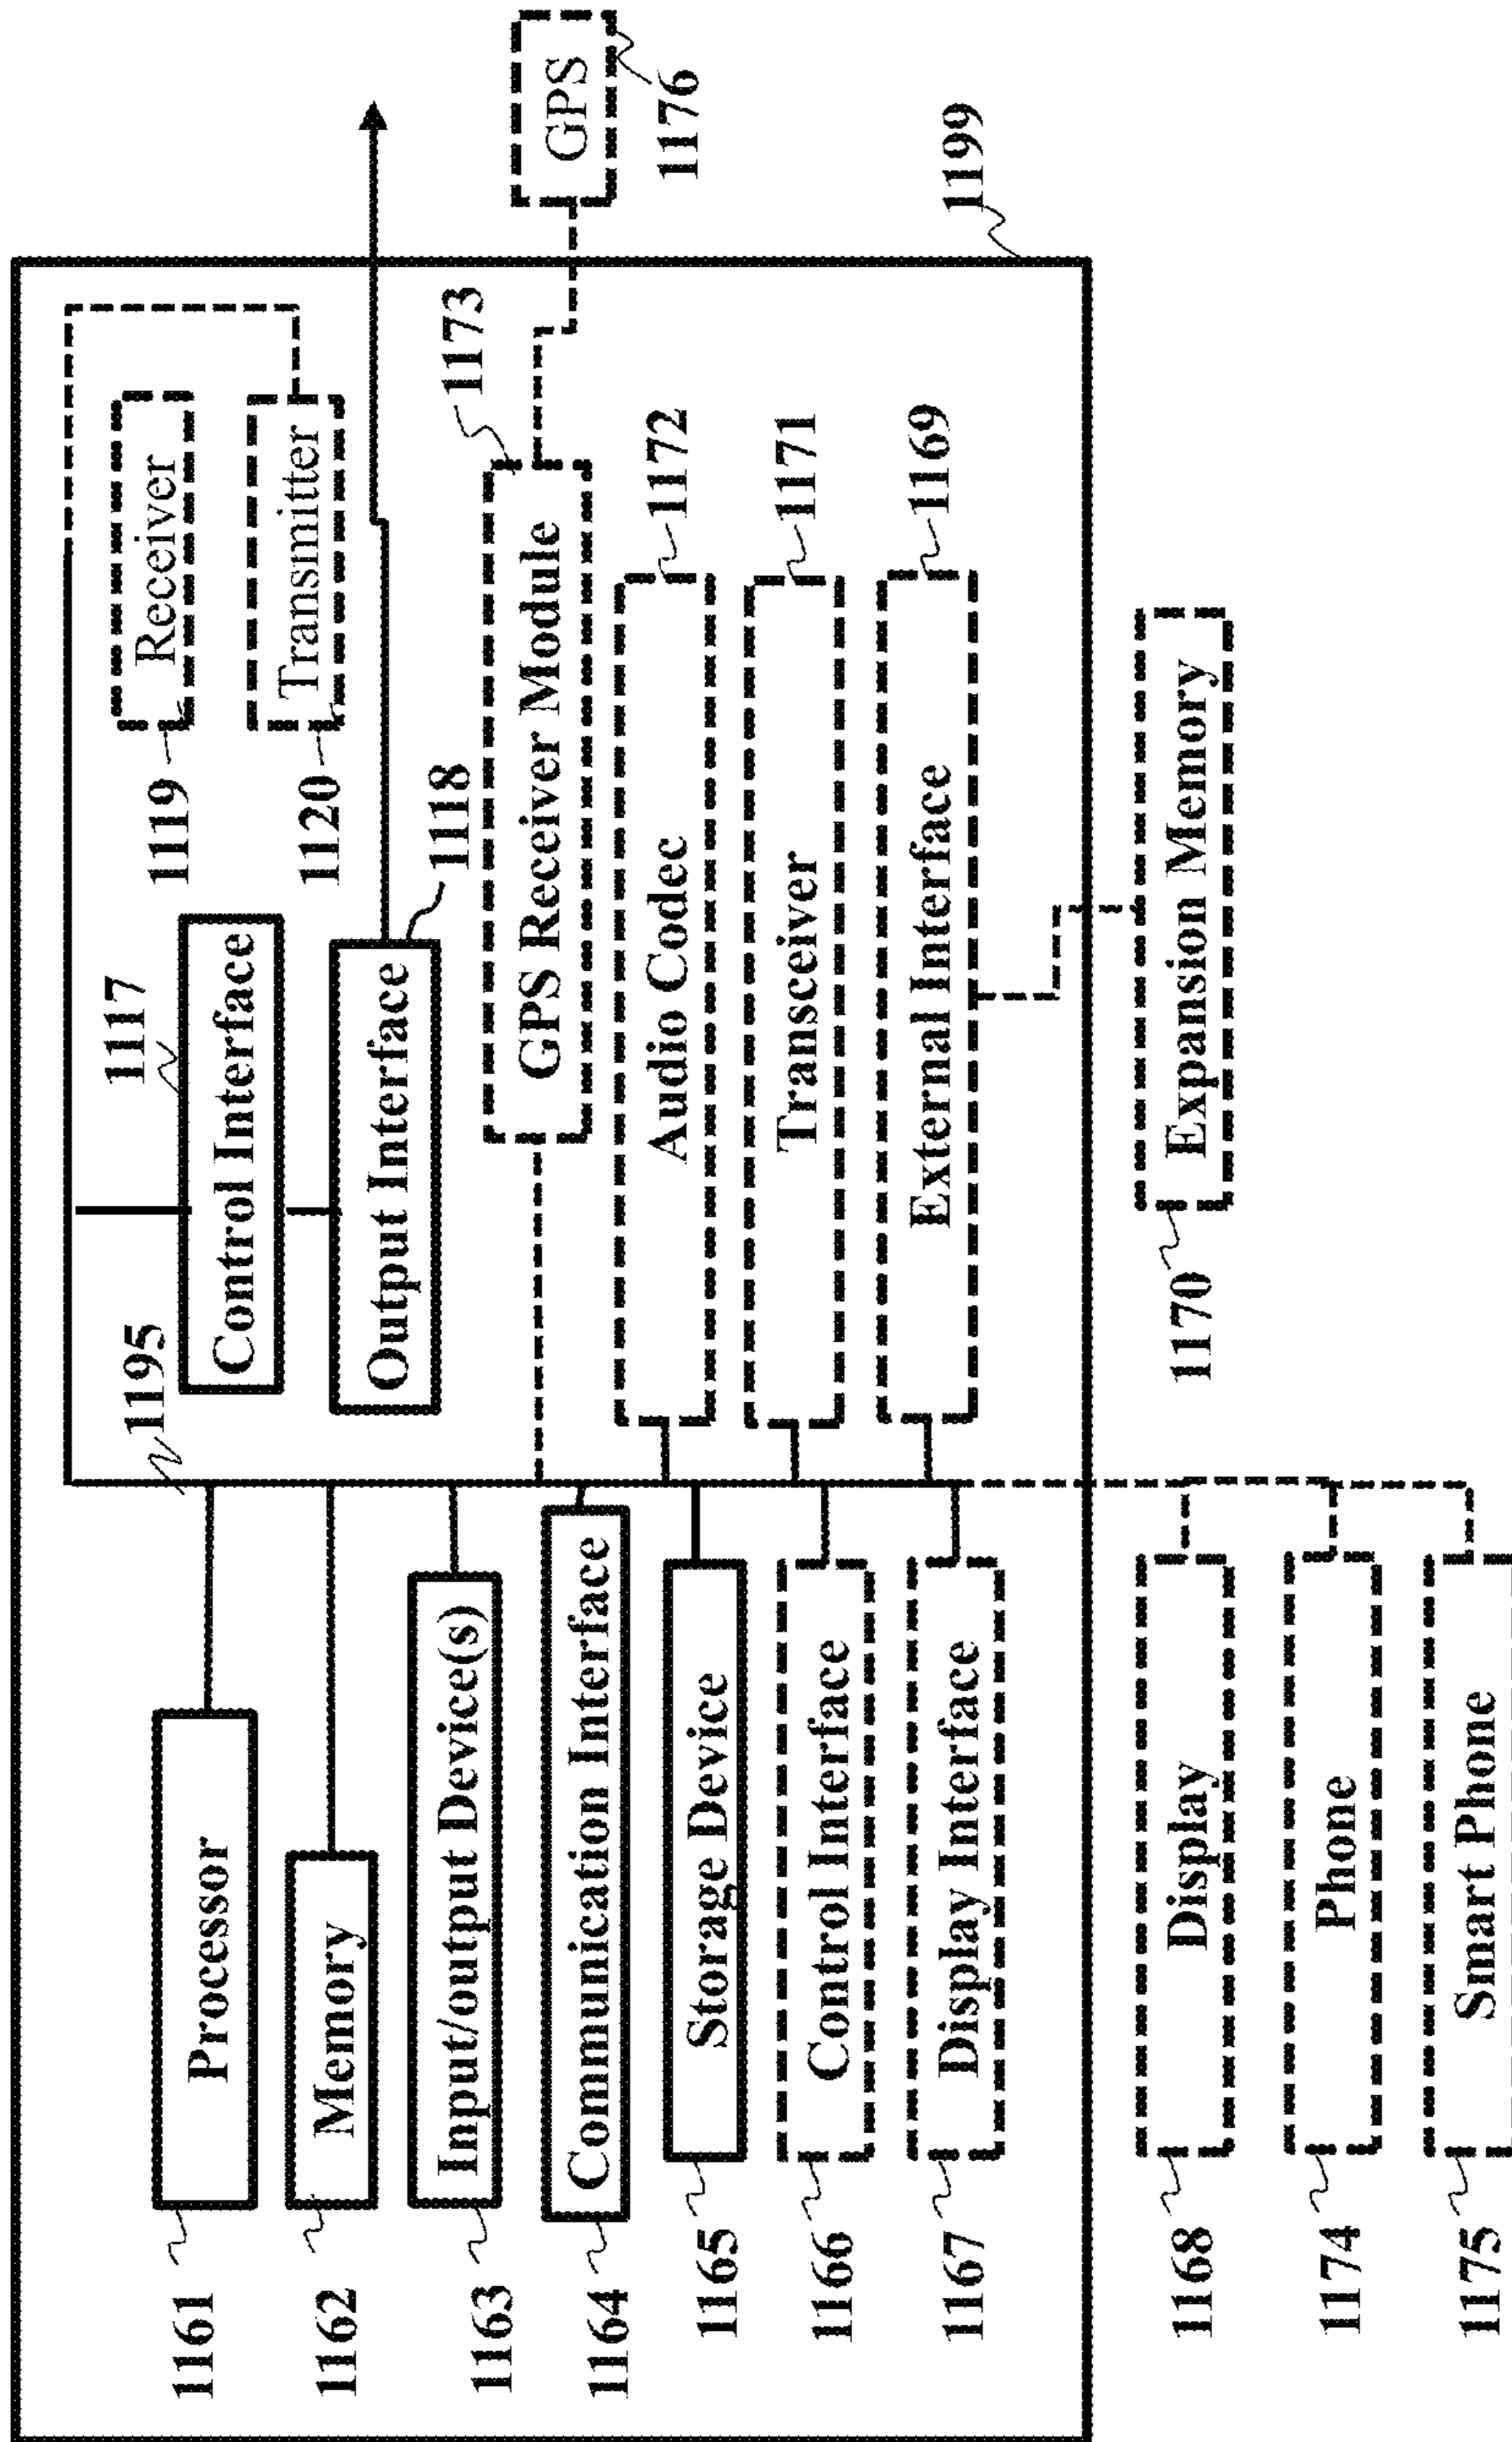 1161
Processor
1162
Memory
1163
Input/output Device(s)
1164
Communication Interface
1165
Storage Device
1166
Control Interface
1167
Display Interface
1168
Display
1174
Phone
1175
Smart Phone
1195
1117
Control Interface
Output Interface
1118
1119
Receiver
1120
Transmitter
GPS Receiver Module
1173
Audio Codec
1172
Transceiver
1171
External Interface
1169
1170
Expansion Memory
GPS
1176
1199